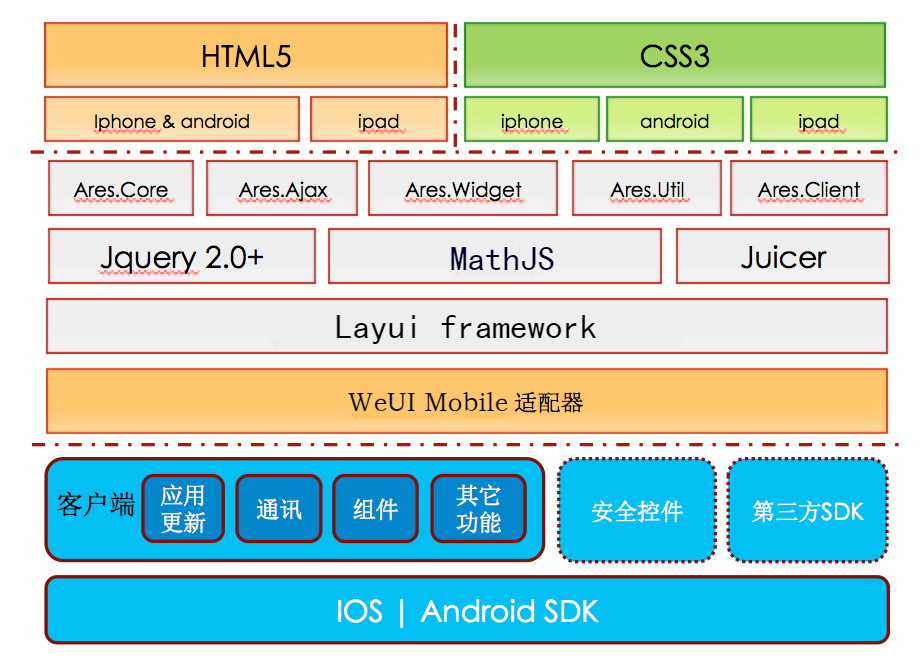 HTML5
CSS3
Iphone & android
ipad
iphone
android
ipad
Ares.Core
Ares.Ajax
Ares.Widget
Ares.Util
Ares.Client
Jquery 2.0+
MathJS
Juicer
Layui framework
WeUI Mobile 适配器
客户端
应用
更新
通讯
组件
其它
功能
安全控件
第三方SDK
IOS | Android SDK